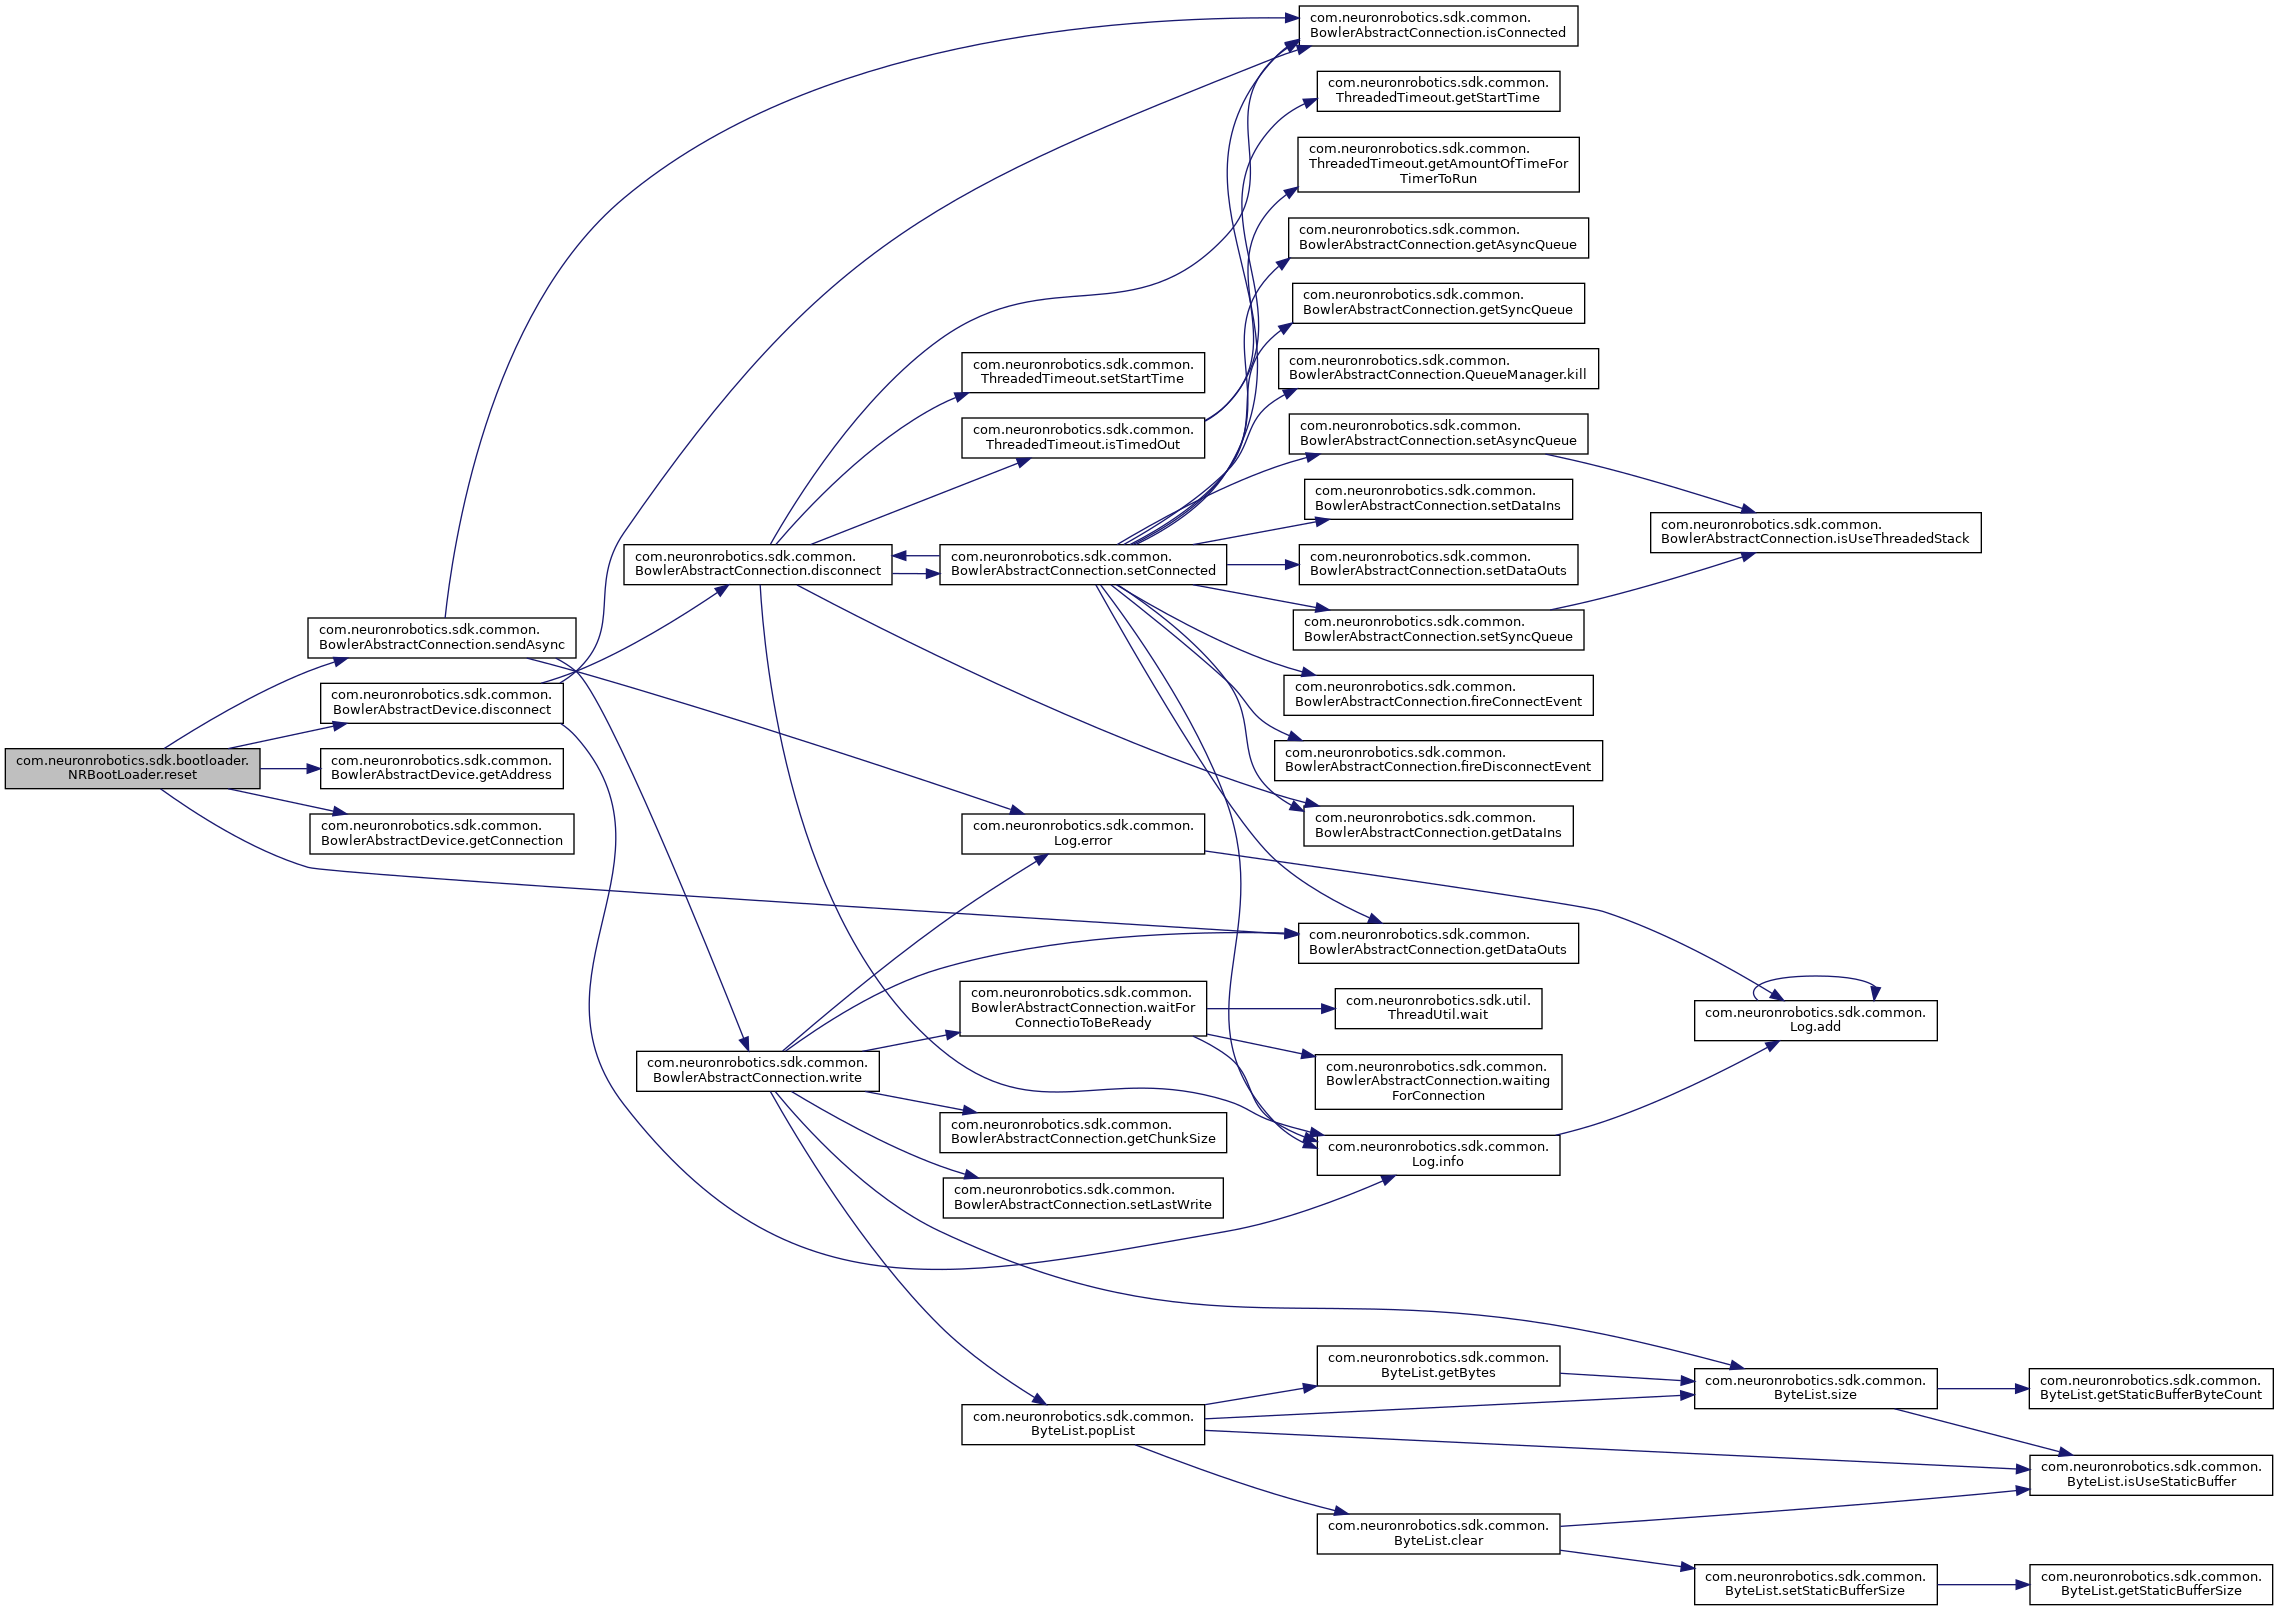 com.neuronrobotics.sdk.bootloader.
NRBootLoader.reset
com.neuronrobotics.sdk.common.
BowlerAbstractConnection.sendAsync
com.neuronrobotics.sdk.common.
BowlerAbstractDevice.disconnect
com.neuronrobotics.sdk.common.
BowlerAbstractDevice.getAddress
com.neuronrobotics.sdk.common.
BowlerAbstractDevice.getConnection
com.neuronrobotics.sdk.common.
BowlerAbstractConnection.disconnect
com.neuronrobotics.sdk.common.
BowlerAbstractConnection.write
com.neuronrobotics.sdk.common.
ThreadedTimeout.setStartTime
com.neuronrobotics.sdk.common.
ThreadedTimeout.isTimedOut
com.neuronrobotics.sdk.common.
BowlerAbstractConnection.setConnected
com.neuronrobotics.sdk.common.
Log.error
com.neuronrobotics.sdk.common.
BowlerAbstractConnection.waitFor
ConnectioToBeReady
com.neuronrobotics.sdk.common.
BowlerAbstractConnection.getChunkSize
com.neuronrobotics.sdk.common.
BowlerAbstractConnection.setLastWrite
com.neuronrobotics.sdk.common.
ByteList.popList
com.neuronrobotics.sdk.common.
BowlerAbstractConnection.isConnected
com.neuronrobotics.sdk.common.
ThreadedTimeout.getStartTime
com.neuronrobotics.sdk.common.
ThreadedTimeout.getAmountOfTimeFor
TimerToRun
com.neuronrobotics.sdk.common.
BowlerAbstractConnection.getAsyncQueue
com.neuronrobotics.sdk.common.
BowlerAbstractConnection.getSyncQueue
com.neuronrobotics.sdk.common.
BowlerAbstractConnection.QueueManager.kill
com.neuronrobotics.sdk.common.
BowlerAbstractConnection.setAsyncQueue
com.neuronrobotics.sdk.common.
BowlerAbstractConnection.setDataIns
com.neuronrobotics.sdk.common.
BowlerAbstractConnection.setDataOuts
com.neuronrobotics.sdk.common.
BowlerAbstractConnection.setSyncQueue
com.neuronrobotics.sdk.common.
BowlerAbstractConnection.fireConnectEvent
com.neuronrobotics.sdk.common.
BowlerAbstractConnection.fireDisconnectEvent
com.neuronrobotics.sdk.common.
BowlerAbstractConnection.getDataIns
com.neuronrobotics.sdk.common.
BowlerAbstractConnection.getDataOuts
com.neuronrobotics.sdk.util.
ThreadUtil.wait
com.neuronrobotics.sdk.common.
BowlerAbstractConnection.waiting
ForConnection
com.neuronrobotics.sdk.common.
Log.info
com.neuronrobotics.sdk.common.
ByteList.getBytes
com.neuronrobotics.sdk.common.
ByteList.clear
com.neuronrobotics.sdk.common.
BowlerAbstractConnection.isUseThreadedStack
com.neuronrobotics.sdk.common.
Log.add
com.neuronrobotics.sdk.common.
ByteList.size
com.neuronrobotics.sdk.common.
ByteList.setStaticBufferSize
com.neuronrobotics.sdk.common.
ByteList.getStaticBufferByteCount
com.neuronrobotics.sdk.common.
ByteList.isUseStaticBuffer
com.neuronrobotics.sdk.common.
ByteList.getStaticBufferSize